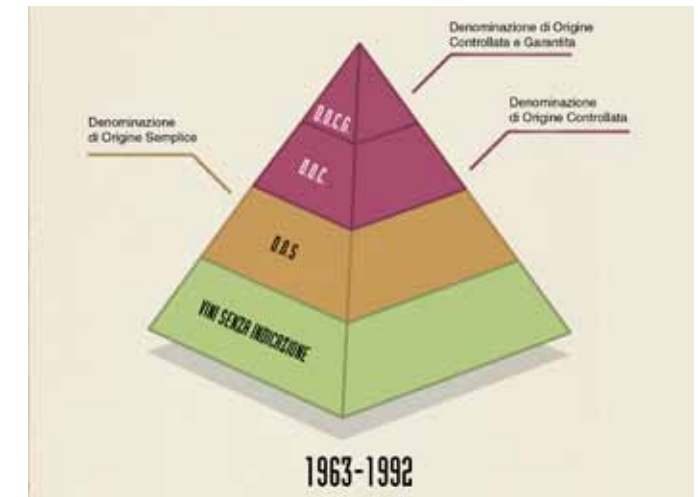 Denominazione di Origine
Controllata e Garantita
Denominazione
di Origine Controllata
Denominazione
di Origine Semplice
D.O.C.G.
D.O.C.
D.O.S
VINI SENZA INDICAZIONE
1963-1992